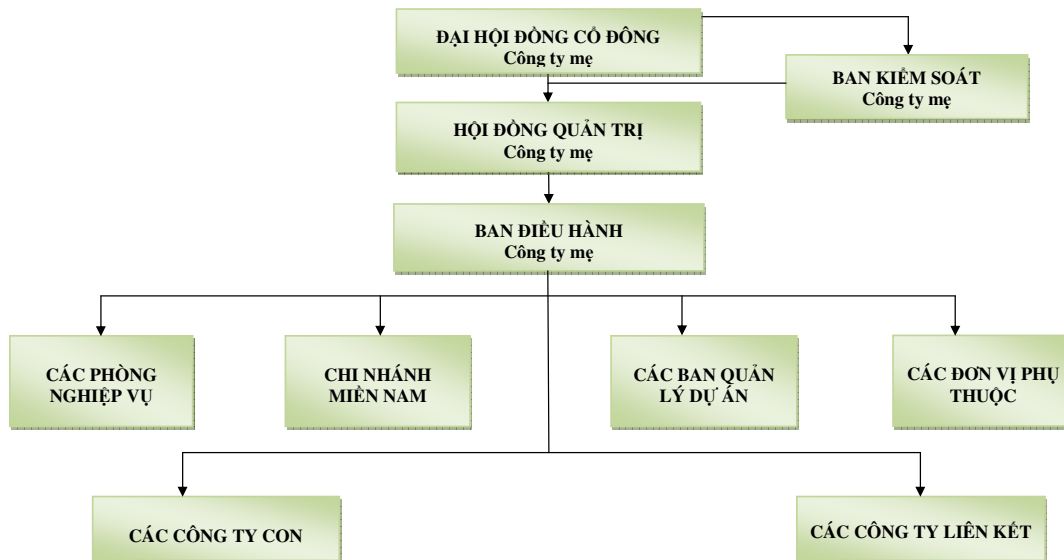 ĐẠI HỘI ĐỒNG CỔ ĐÔNG
Công ty mẹ
BAN KIỂM SOÁT
Công ty mẹ
HỘI ĐỒNG QUẢN TRỊ
Công ty mẹ
BAN ĐIỀU HÀNH
Công ty mẹ
CÁC PHÒNG
NGHIỆP VỤ
CHI NHÁNH
MIỀN NAM
CÁC BAN QUẢN
LÝ DỰ ÁN
CÁC ĐƠN VỊ PHỤ
THUỘC
CÁC CÔNG TY CON
CÁC CÔNG TY LIÊN KẾT